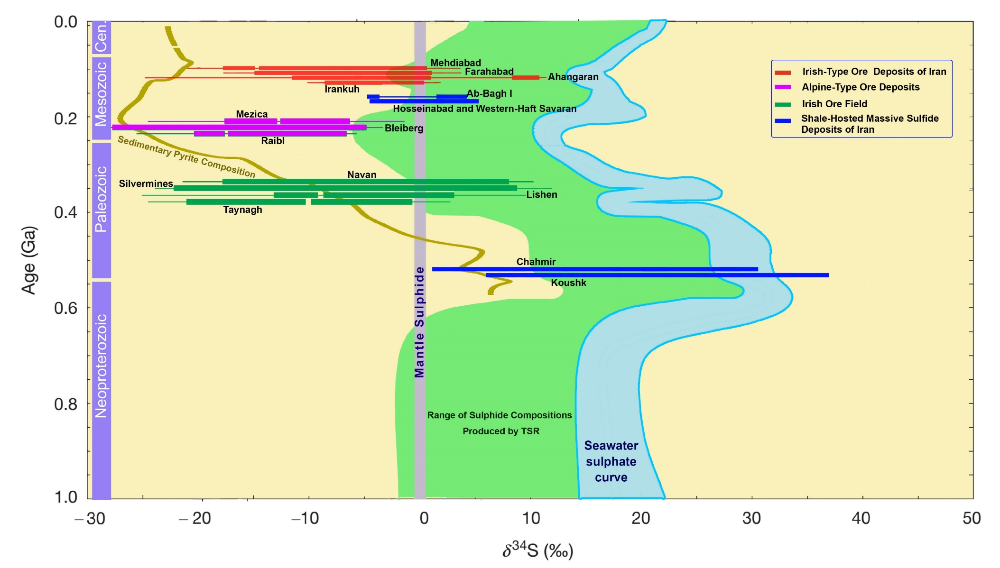 0.0
0.2
0.4
0.6
0.8
1.0
Age (Ga)
Cen.
Mesozoic
Paleozoic
Neoproterozoic
Mehdiabad
Farahabad
Ahangaran
Irankuh
Ab-Bagh I
Hosseinabad and Western-Haft Savaran
Mezica
Bleiberg
Raibl
Sedimentary Pyrite Composition
Navan
Silvermines
Lishen
Taynagh
Chahmir
Koushk
Mantle Sulphide
Range of Sulphide Compositions
Produced by TSR
Seawater
sulphate
curve
Irish-Type Ore Deposits of Iran
Alpine-Type Ore Deposits
Irish Ore Field
Shale-Hosted Massive Sulfide
Deposits of Iran
–30 –20 –10 0 10 20 30 40 50
δ³⁴S (‰)